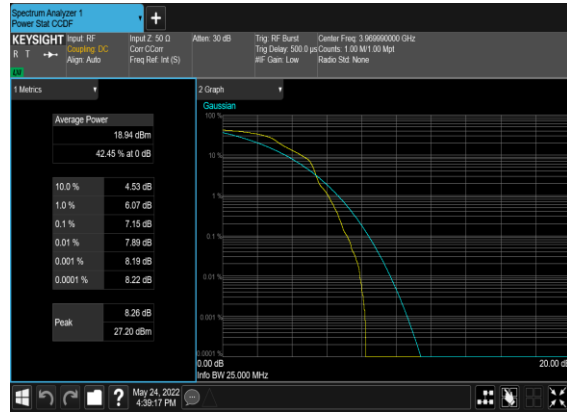 Spectrum Analyzer 1
Power Stat CCDF
+
KEYSIGHT
R T
LW
Input: RF
Coupling: DC
Align: Auto
Input Z: 50 Ω
Corr CCorr
Freq Ref: Int (S)
Atten: 30 dB
Trig: RF Burst
Trig Delay: 500.0 µs
#IF Gain: Low
Center Freq: 3.969990000 GHz
Counts: 1.00 M/1.00 Mpt
Radio Std: None
1 Metrics
Average Power
18.94 dBm
42.45 % at 0 dB
10.0 % 4.53 dB
1.0 % 6.07 dB
0.1 % 7.15 dB
0.01 % 7.89 dB
0.001 % 8.19 dB
0.0001 % 8.22 dB
Peak
8.26 dB
27.20 dBm
2 Graph
Gaussian
100 %
10 %
1 %
0.1 %
0.01 %
0.001 %
0.0001 %
0.00 dB
20.00 dB
Info BW 25.000 MHz
?
May 24, 2022
4:39:17 PM